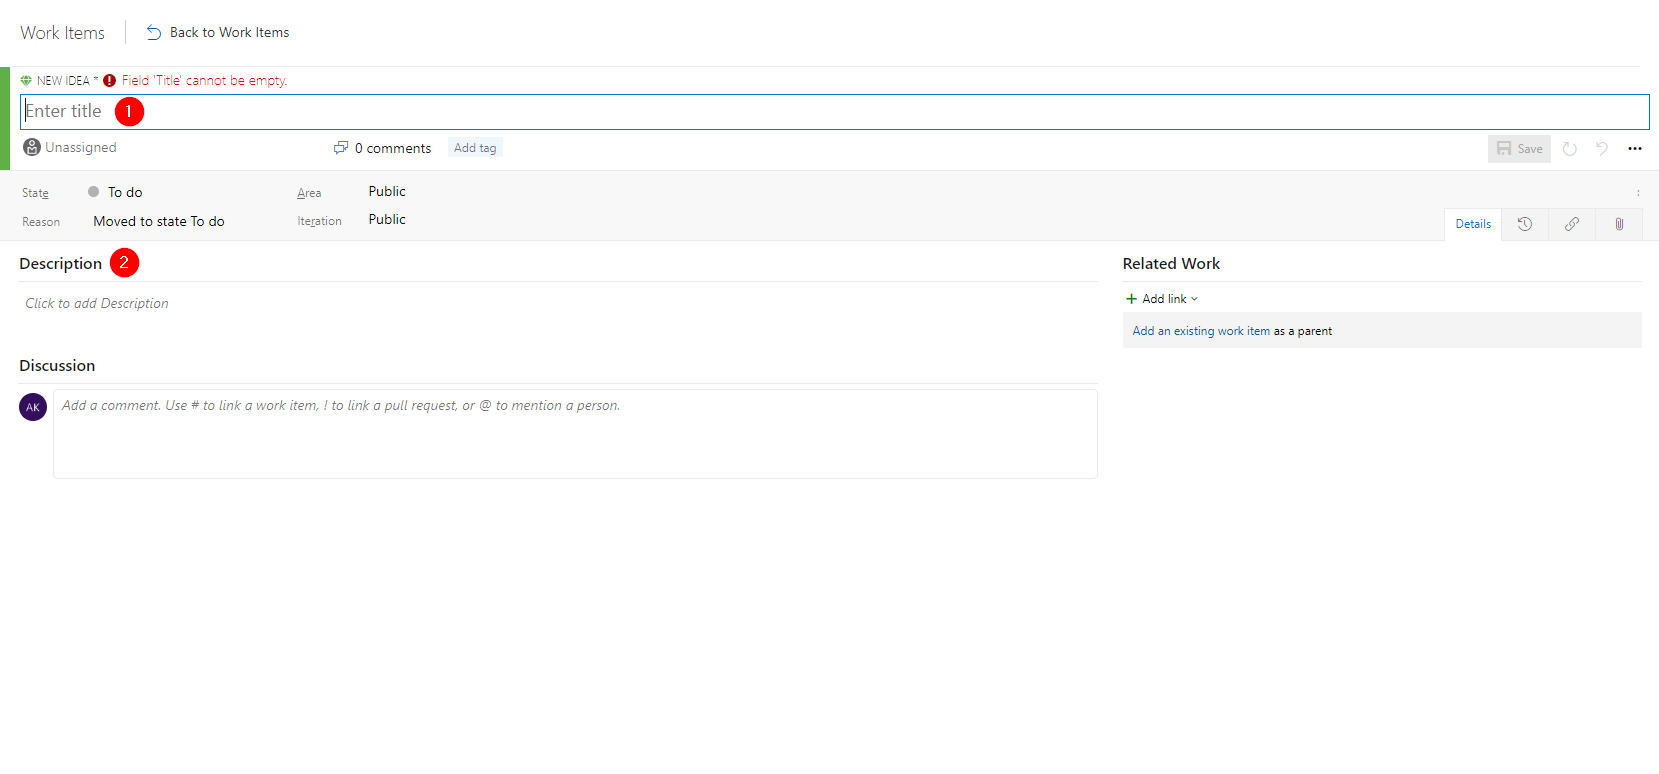 Work Items
Back to Work Items
NEW IDEA * ! Field 'Title' cannot be empty.
Enter title 1
Unassigned
0 comments
Add tag
Save
State
To do
Area
Public
Reason
Moved to state To do
Iteration
Public
Details
Description 2
Click to add Description
Related Work
+ Add link
Add an existing work item as a parent
Discussion
AK
Add a comment. Use # to link a work item, ! to link a pull request, or @ to mention a person.